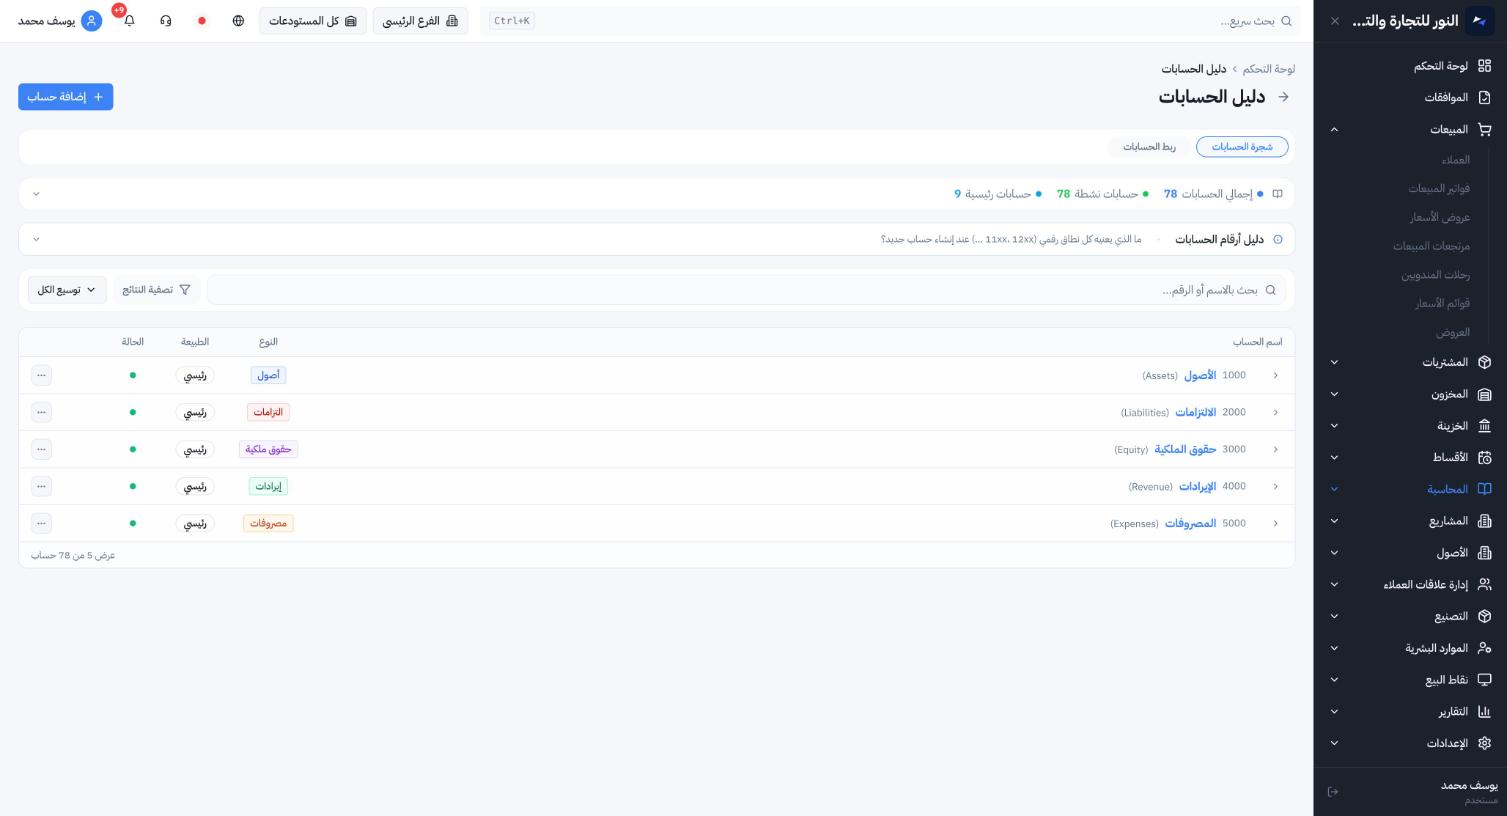 النور للتجارة والتـ...
بحث سريع...
Ctrl+K
الفرع الرئيسي
كل المستودعات
+9
يوسف محمد
لوحة التحكم
الموافقات
المبيعات
العملاء
فواتير المبيعات
عروض الأسعار
مرتجعات المبيعات
رحلات المندوبين
قوائم الأسعار
العروض
المشتريات
المخزون
الخزينة
الأقساط
المحاسبة
المشاريع
الأصول
إدارة علاقات العملاء
التصنيع
الموارد البشرية
نقاط البيع
التقارير
الإعدادات
يوسف محمد
مستخدم
لوحة التحكم › دليل الحسابات
دليل الحسابات
إضافة حساب
شجرة الحسابات
ربط الحسابات
إجمالي الحسابات 78 حسابات نشطة 78 حسابات رئيسية 9
دليل أرقام الحسابات · ما الذي يعنيه كل نطاق رقمي (11xx، 12xx ...) عند إنشاء حساب جديد؟
بحث بالاسم أو الرقم...
تصفية النتائج
توسيع الكل
اسم الحساب النوع الطبيعة الحالة
1000 الأصول (Assets) أصول رئيسي
2000 الالتزامات (Liabilities) التزامات رئيسي
3000 حقوق الملكية (Equity) حقوق ملكية رئيسي
4000 الإيرادات (Revenue) إيرادات رئيسي
5000 المصروفات (Expenses) مصروفات رئيسي
عرض 5 من 78 حساب